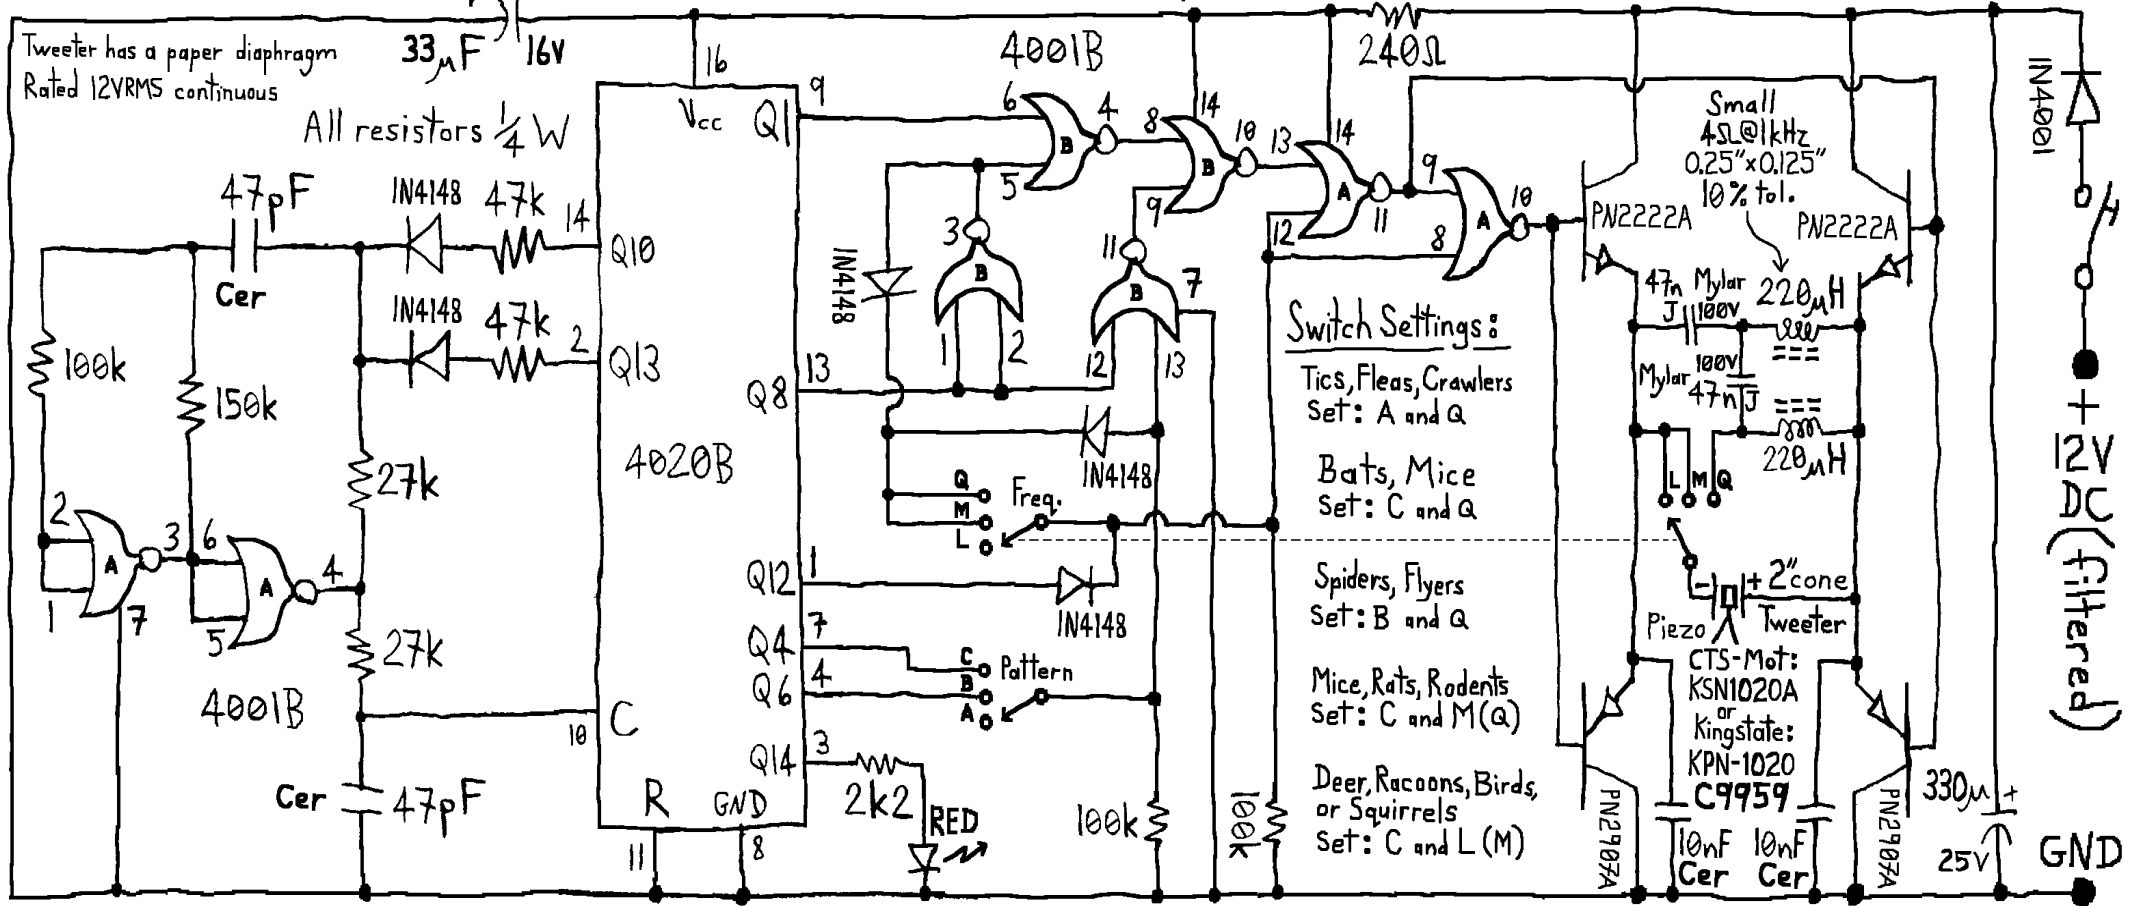 Tweeter has a paper diaphragm
Rated 12VRMS continuous
33µF 16V
All resistors 1/4 W
47pF
Cer
1N4148
47k
14
1N4148
47k
2
100k
150k
27k
2
1
A
3
7
6
5
A
4
27k
4001B
Cer
47pF
16
Vcc
Q1
9
Q10
Q13
Q8
13
4020B
Q12
1
Q4
7
Q6
4
Q14
3
C
10
R
GND
11
8
2k2
RED
4001B
6
5
B
4
8
9
B
14
10
3
B
1
2
11
B
7
12
13
1N4148
1N4148
Q
M
L
Freq.
1N4148
C
B
A
Pattern
100k
100k
240Ω
13
12
A
14
11
9
8
A
10
Switch Settings:
Tics, Fleas, Crawlers
Set: A and Q
Bats, Mice
Set: C and Q
Spiders, Flyers
Set: B and Q
Mice, Rats, Rodents
Set: C and M(Q)
Deer, Racoons, Birds,
or Squirrels
Set: C and L(M)
Small
4Ω@1kHz
0.25"x0.125"
10% tol.
PN2222A
PN2222A
47n Mylar
J 100V
220µH
100V
Mylar
47n J
220µH
L M Q
- + 2"cone
Piezo Tweeter
CTS-Mot:
KSN1020A
or
Kingstate:
KPN-1020
C9959
10nF
Cer
10nF
Cer
PN2907A
PN2907A
330µ +
25V
1N4001
+
12V
DC
(filtered)
GND